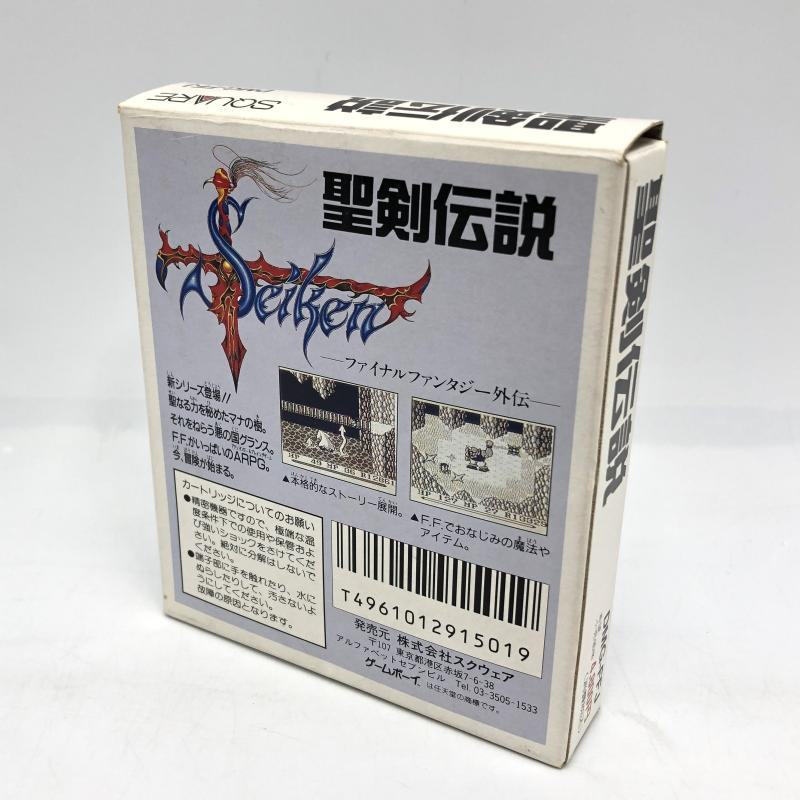 SQUARE
聖剣伝説
聖剣伝説
Seiken
聖剣伝説
ファイナルファンタジー外伝
新シリーズ登場!!
聖なる力を秘めたマナの樹。
それをねらう悪の国グランス。
F.F.がいっぱいのARPG。
今、冒険が始まる。
▲本格的なストーリー展開。
▲F.F.でおなじみの魔法や
アイテム。
カートリッジについてのお願い
●精密機器ですので、極端な温
度条件下での使用や保管およ
び強いショックをさけてくだ
さい。絶対に分解はしないで
ください。
●端子部に手を触れたり、水に
ぬらしたりして、汚さないよ
うにしてください。
故障の原因となります。
T4961012915019
発売元 株式会社スクウェア
〒107 東京都港区赤坂7-6-38
アルファベットセブンビル Tel. 03-3505-1533
ゲームボーイは任天堂の商標です。